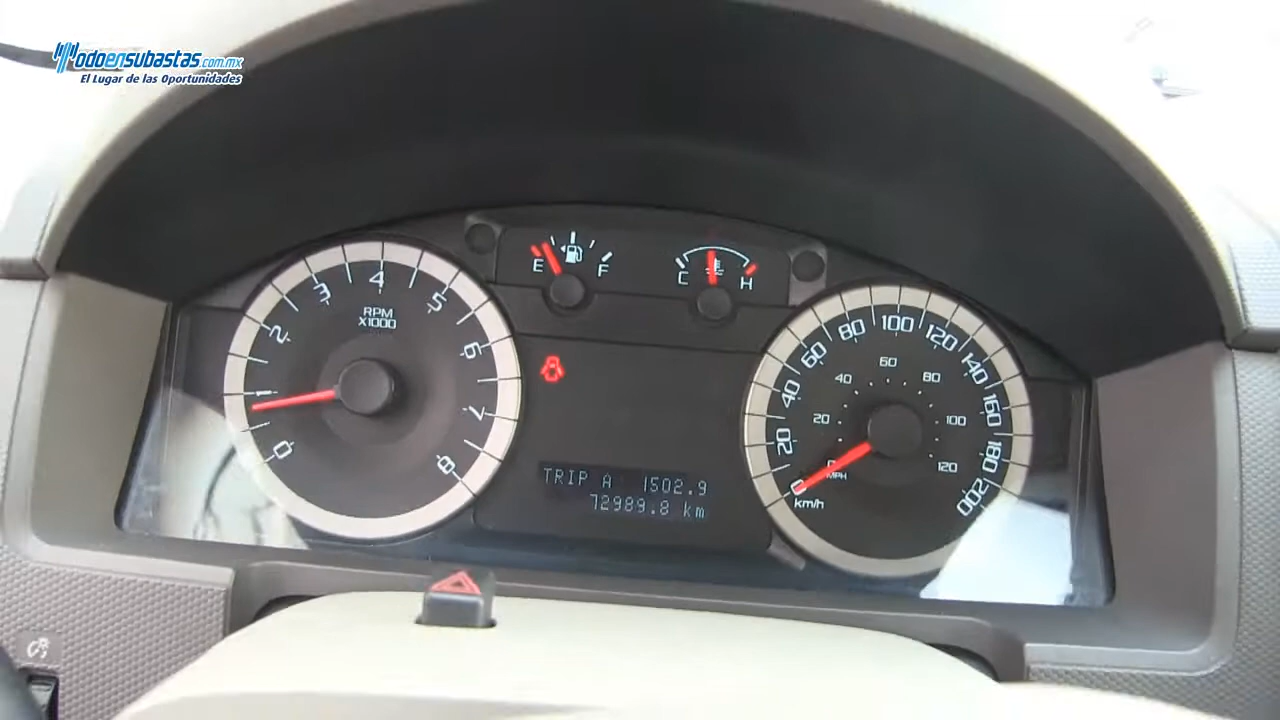 Todoensubastas.com.mx
El Lugar de las Oportunidades
E F
C H
0 1 2 3 4 5 6 7 8
RPM
X1000
0 20 40 60 80 100 120 140 160 180 200
km/h
0 20 40 60 80 100 120
MPH
TRIP A 1502.9
72989.8 km